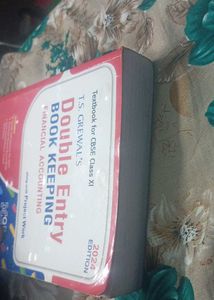 Textbook for CBSE Class XI
T.S. GREWAL'S
Double Entry
BOOK KEEPING
FINANCIAL ACCOUNTING
Project Work
EDITION